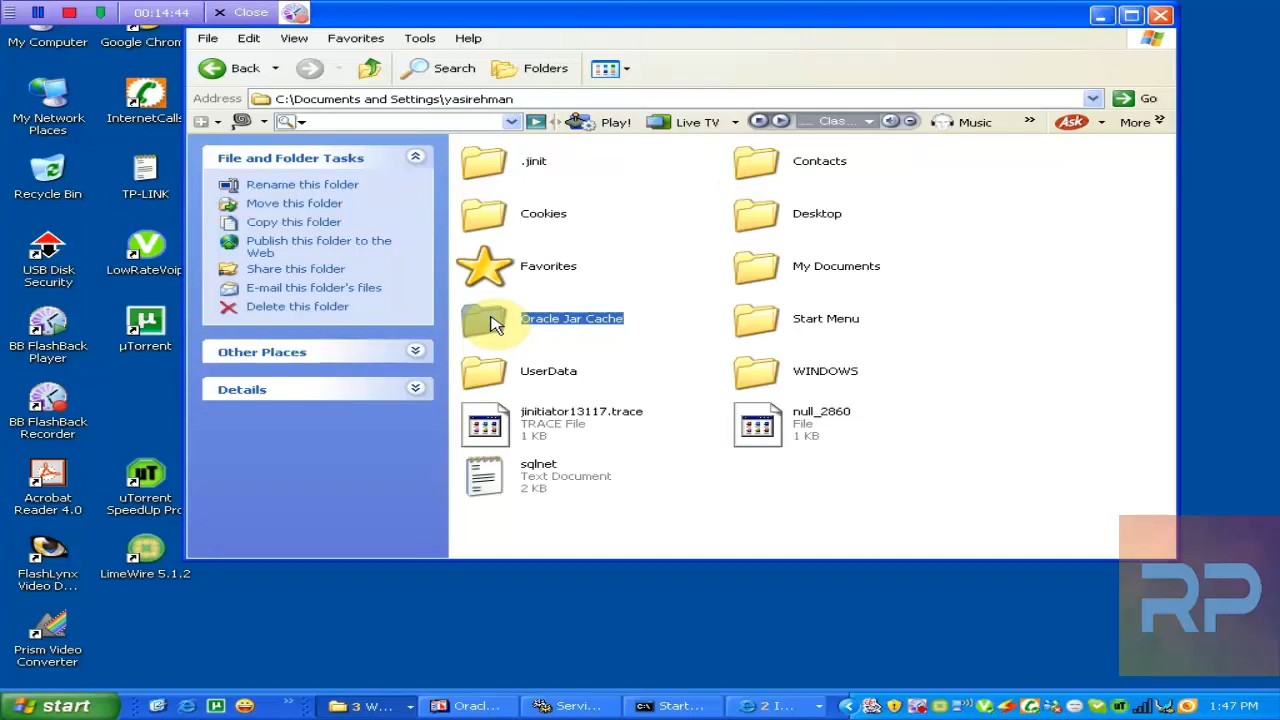 00:14:44
Close
My Computer
Google Chrom
My Network
Places
InternetCalls
Recycle Bin
TP-LINK
USB Disk
Security
LowRateVoip
BB FlashBack
Player
µTorrent
BB FlashBack
Recorder
Acrobat
Reader 4.0
uTorrent
SpeedUp Pro
FlashLynx
Video D...
LimeWire 5.1.2
Prism Video
Converter
File Edit View Favorites Tools Help
Back Search Folders
Address C:\Documents and Settings\yasirehman Go
Play! Live TV Clas... Music » Ask More »
File and Folder Tasks
Rename this folder
Move this folder
Copy this folder
Publish this folder to the
Web
Share this folder
E-mail this folder's files
Delete this folder
Other Places
Details
.jinit
Contacts
Cookies
Desktop
Favorites
My Documents
Oracle Jar Cache
Start Menu
UserData
WINDOWS
jinitiator13117.trace
TRACE File
1 KB
null_2860
File
1 KB
sqlnet
Text Document
2 KB
RP
start » 3 W... Oracl... Servi... Start... 2 I... 1:47 PM